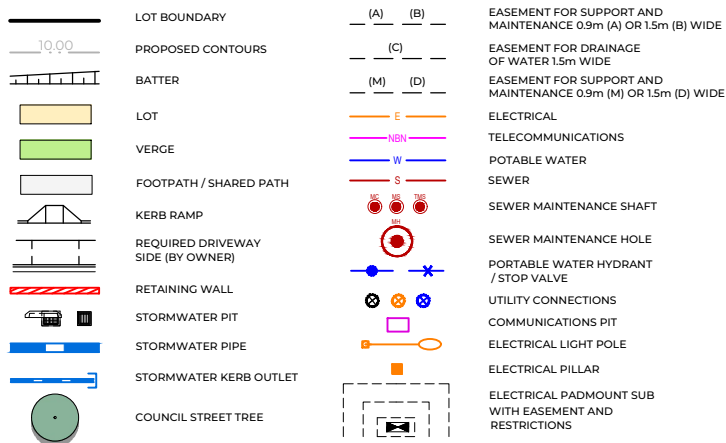 LOT BOUNDARY
10.00
PROPOSED CONTOURS
BATTER
LOT
VERGE
FOOTPATH / SHARED PATH
KERB RAMP
REQUIRED DRIVEWAY
SIDE (BY OWNER)
RETAINING WALL
STORMWATER PIT
STORMWATER PIPE
STORMWATER KERB OUTLET
COUNCIL STREET TREE
(A) (B)
EASEMENT FOR SUPPORT AND
MAINTENANCE 0.9m (A) OR 1.5m (B) WIDE
(C)
EASEMENT FOR DRAINAGE
OF WATER 1.5m WIDE
(M) (D)
EASEMENT FOR SUPPORT AND
MAINTENANCE 0.9m (M) OR 1.5m (D) WIDE
E
ELECTRICAL
NBN
TELECOMMUNICATIONS
W
POTABLE WATER
S
SEWER
MC MS TMS
SEWER MAINTENANCE SHAFT
MH
SEWER MAINTENANCE HOLE
PORTABLE WATER HYDRANT
/ STOP VALVE
UTILITY CONNECTIONS
COMMUNICATIONS PIT
ELECTRICAL LIGHT POLE
ELECTRICAL PILLAR
ELECTRICAL PADMOUNT SUB
WITH EASEMENT AND
RESTRICTIONS